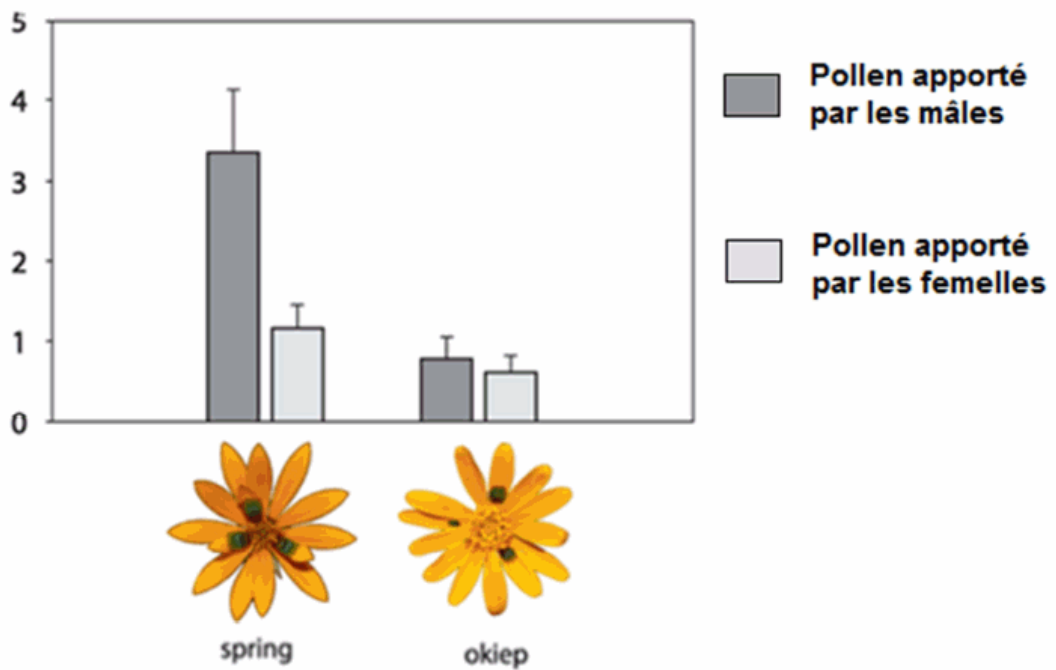 5
4
3
2
1
0
Pollen apporté
par les mâles
Pollen apporté
par les femelles
spring
okiep